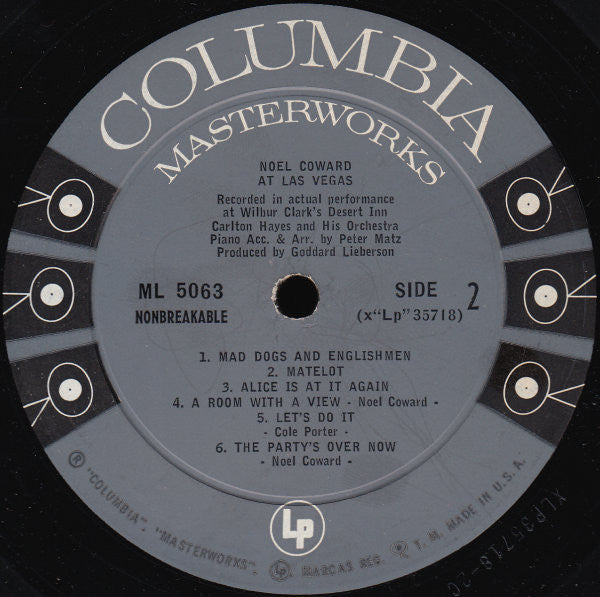 COLUMBIA
MASTERWORKS
NOEL COWARD
AT LAS VEGAS
Recorded in actual performance
at Wilbur Clark's Desert Inn
Carlton Hayes and His Orchestra
Piano Acc. & Arr. by Peter Matz
Produced by Goddard Lieberson
ML 5063 SIDE 2
NONBREAKABLE (x"Lp"35718)
1. MAD DOGS AND ENGLISHMEN
2. MATELOT
3. ALICE IS AT IT AGAIN
4. A ROOM WITH A VIEW - Noel Coward -
5. LET'S DO IT
- Cole Porter -
6. THE PARTY'S OVER NOW
- Noel Coward -
Lp
Ⓡ "COLUMBIA", "MASTERWORKS", MARCAS REG. T. M. MADE IN U.S.A.